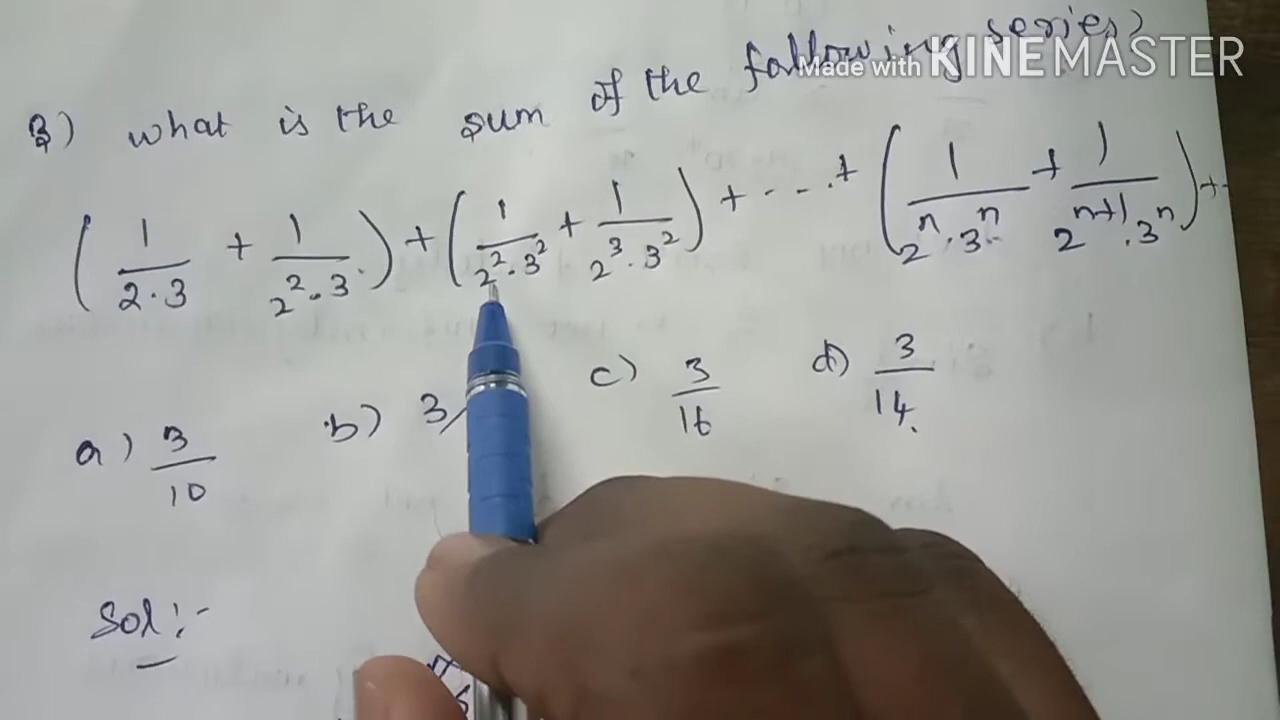 Made with KINEMASTER
3) what is the sum of the following series?
(1/2·3 + 1/2²·3·) + (1/2²·3² + 1/2³·3²) + ----+ (1/2ⁿ·3ⁿ + 1/2ⁿ⁺¹·3ⁿ)+--
a) 3/10 b) 3/ c) 3/16 d) 3/14.
Sol:-